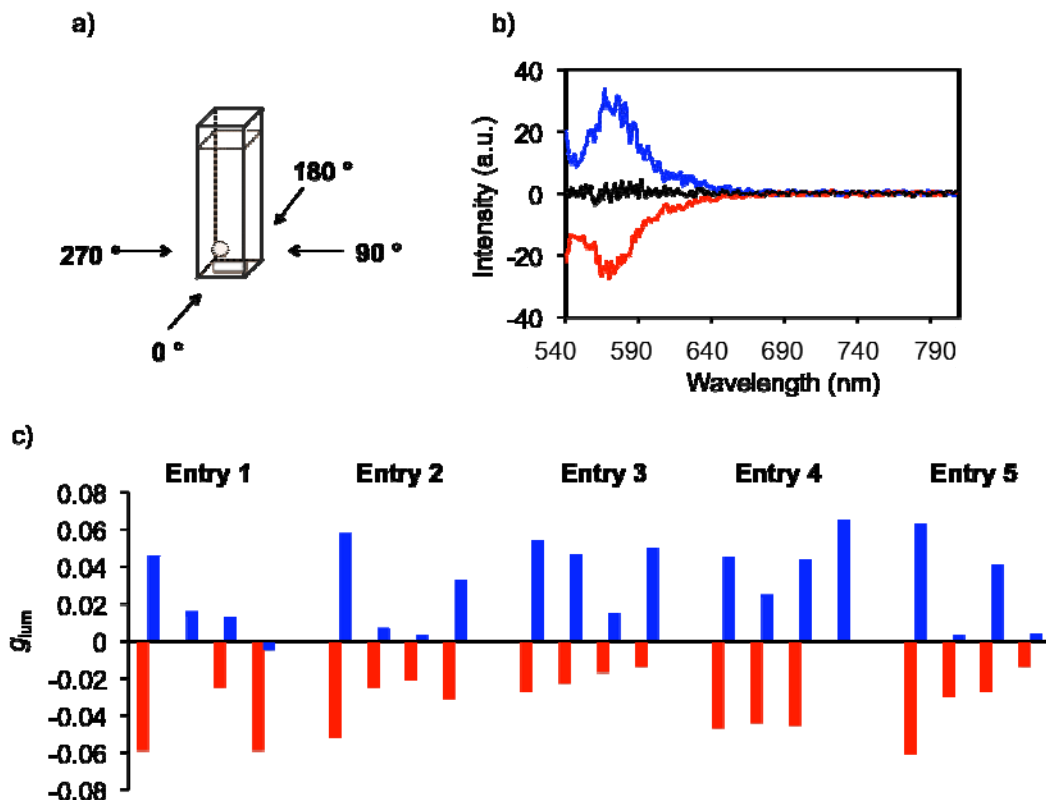 a)
180 °
270 °
90 °
0 °
b)
40
20
0
-20
-40
Intensity (a.u.)
540 590 640 690 740 790
Wavelength (nm)
c)
Entry 1 Entry 2 Entry 3 Entry 4 Entry 5
0.08
0.06
0.04
0.02
0
-0.02
-0.04
-0.06
-0.08
glum